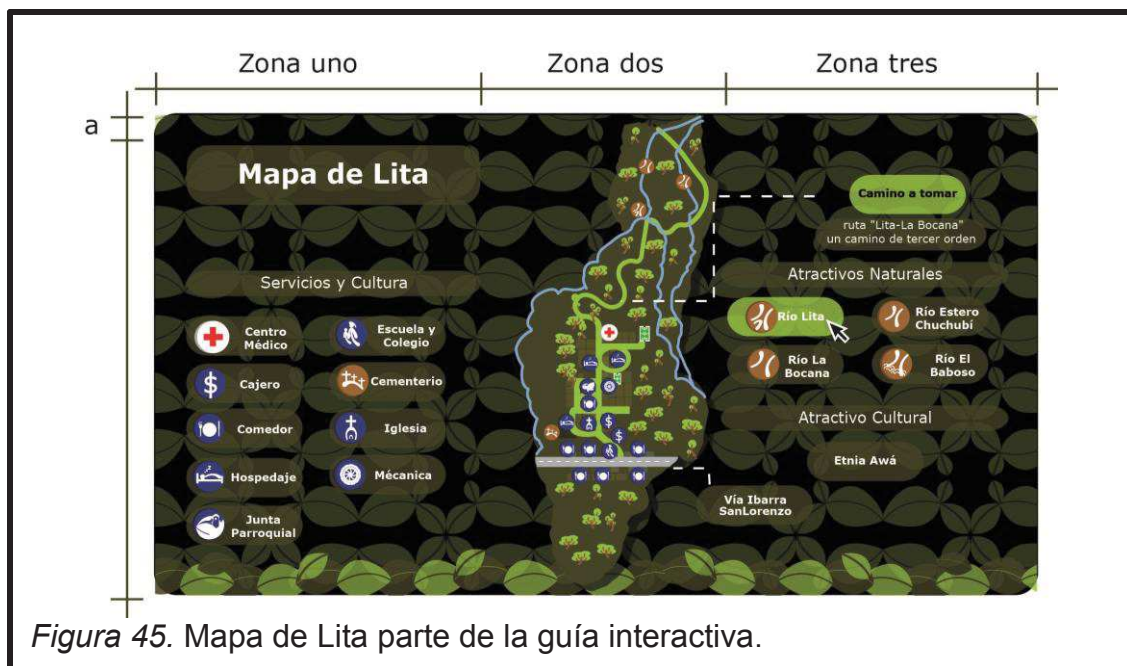 Zona uno
Zona dos
Zona tres
a
Mapa de Lita
Servicios y Cultura
Centro
Médico
Escuela y
Colegio
Cajero
Cementerio
Comedor
Iglesia
Hospedaje
Mécanica
Junta
Parroquial
Camino a tomar
ruta "Lita-La Bocana"
un camino de tercer orden
Atractivos Naturales
Río Lita
Río Estero
Chuchubí
Río La
Bocana
Río El
Baboso
Atractivo Cultural
Etnia Awá
Vía Ibarra
SanLorenzo
Figura 45. Mapa de Lita parte de la guía interactiva.